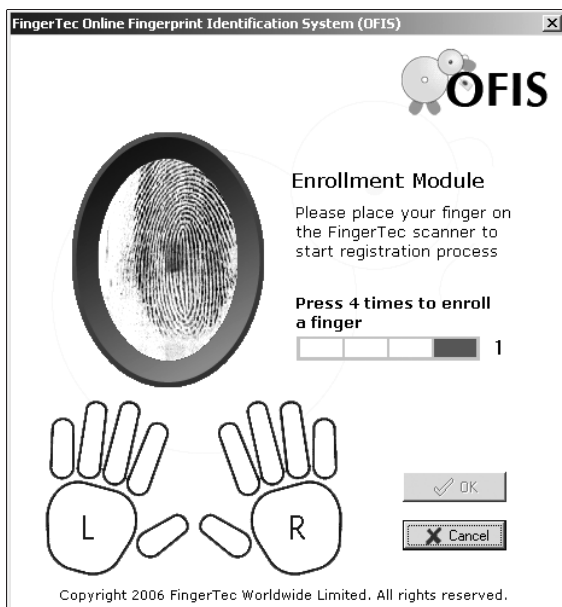 FingerTec Online Fingerprint Identification System (OFIS)
OFIS
Enrollment Module
Please place your finger on
the FingerTec scanner to
start registration process
Press 4 times to enroll
a finger
1
L
R
OK
Cancel
Copyright 2006 FingerTec Worldwide Limited. All rights reserved.